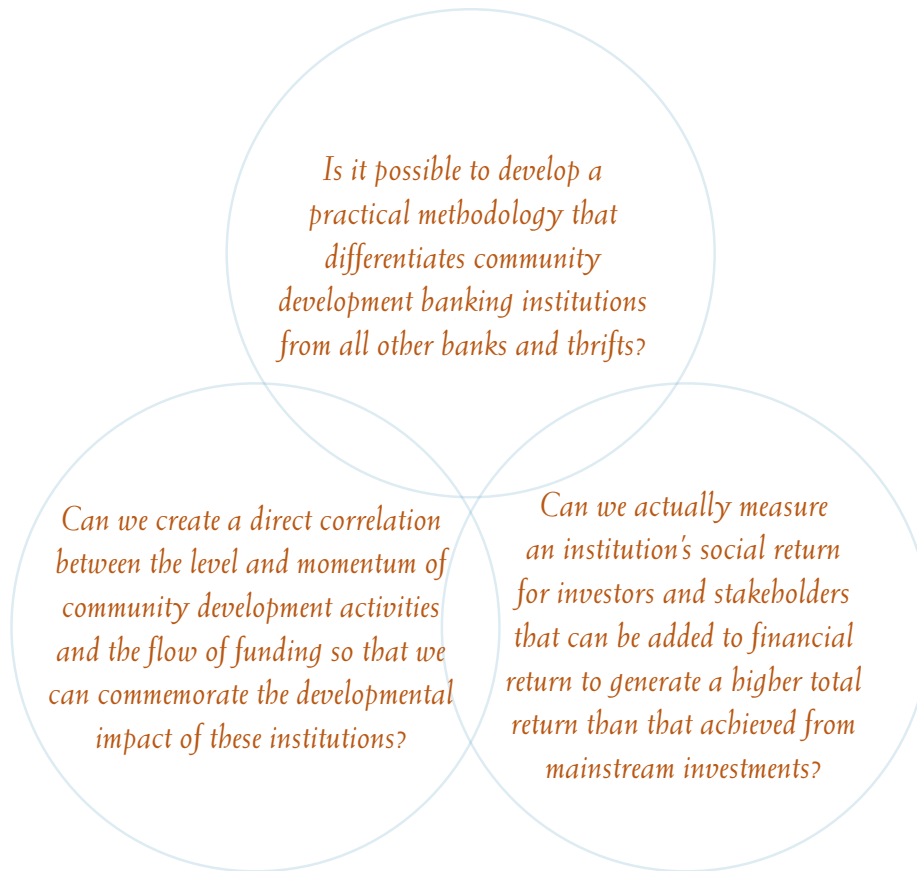 Is it possible to develop a
practical methodology that
differentiates community
development banking institutions
from all other banks and thrifts?
Can we create a direct correlation
between the level and momentum of
community development activities
and the flow of funding so that we
can commemorate the developmental
impact of these institutions?
Can we actually measure
an institution's social return
for investors and stakeholders
that can be added to financial
return to generate a higher total
return than that achieved from
mainstream investments?